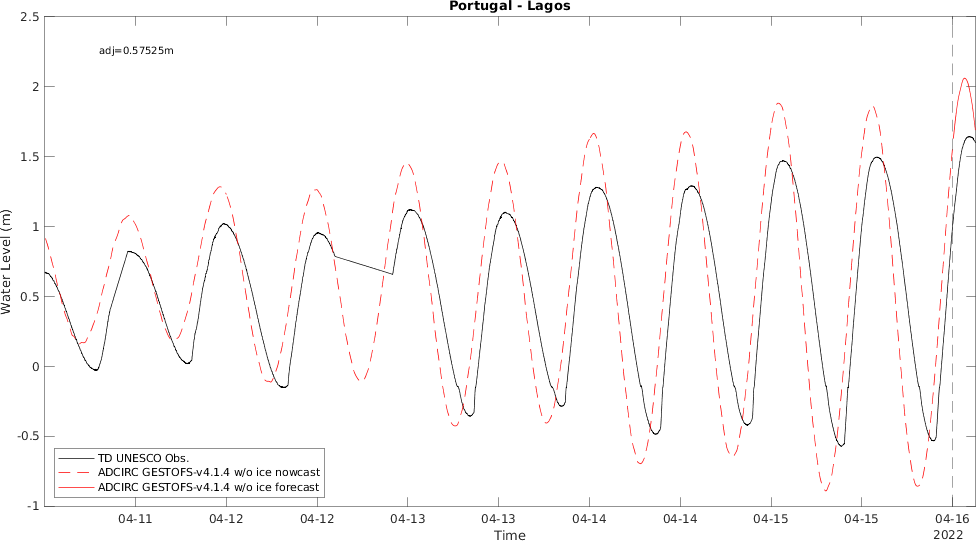 Portugal - Lagos
adj=0.57525m
Water Level (m)
2.5
2
1.5
1
0.5
0
-0.5
-1
TD UNESCO Obs.
ADCIRC GESTOFS-v4.1.4 w/o ice nowcast
ADCIRC GESTOFS-v4.1.4 w/o ice forecast
04-11 04-12 04-12 04-13 04-13 04-14 04-14 04-15 04-15 04-16
2022
Time